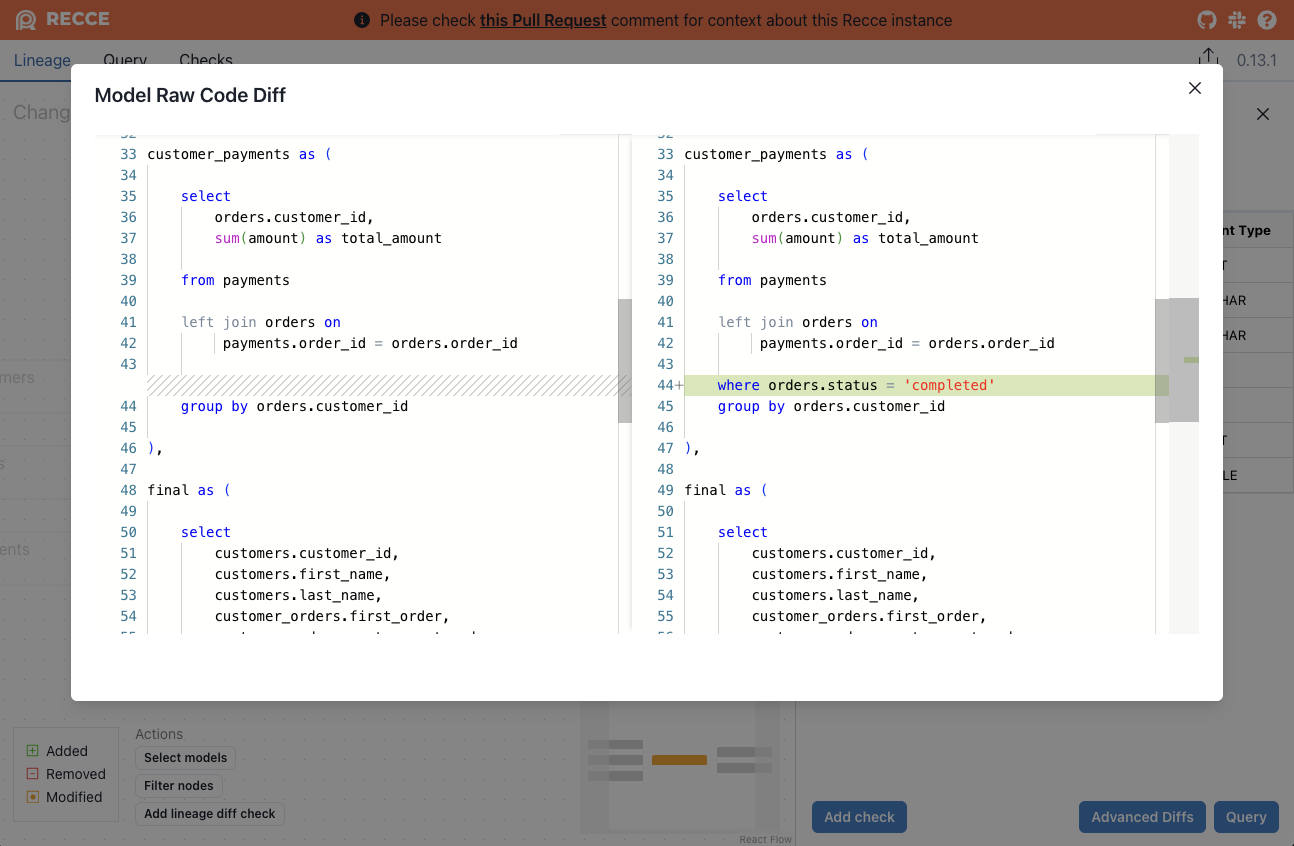 RECCE
Please check this Pull Request comment for context about this Recce instance
Lineage Query Checks 0.13.1
Chang
Model Raw Code Diff
32
33 customer_payments as (
34
35 select
36 orders.customer_id,
37 sum(amount) as total_amount
38
39 from payments
40
41 left join orders on
42 payments.order_id = orders.order_id
43
44 group by orders.customer_id
45
46 ),
47
48 final as (
49
50 select
51 customers.customer_id,
52 customers.first_name,
53 customers.last_name,
54 customer_orders.first_order,
55
32
33 customer_payments as (
34
35 select
36 orders.customer_id,
37 sum(amount) as total_amount
38
39 from payments
40
41 left join orders on
42 payments.order_id = orders.order_id
43
44+ where orders.status = 'completed'
45 group by orders.customer_id
46
47 ),
48
49 final as (
50
51 select
52 customers.customer_id,
53 customers.first_name,
54 customers.last_name,
55 customer_orders.first_order,
56
nt Type
T
HAR
HAR
T
LE
mers
s
ents
Added
Removed
Modified
Actions
Select models
Filter nodes
Add lineage diff check
React Flow
Add check
Advanced Diffs
Query